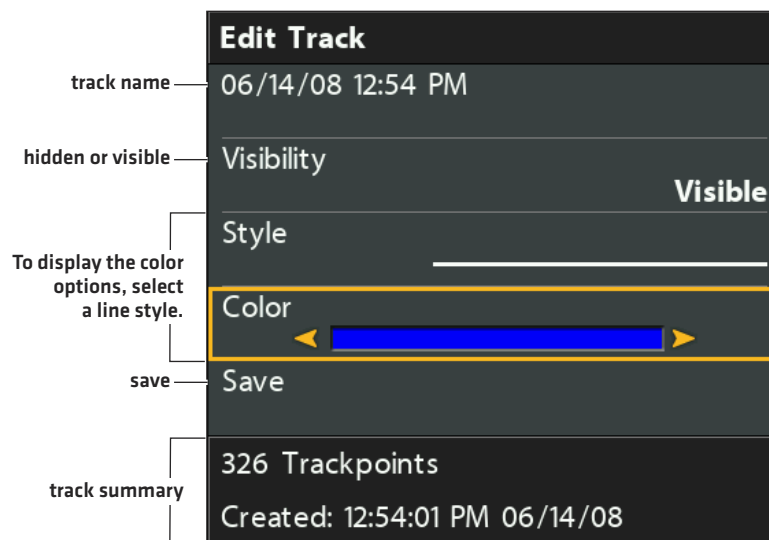 Edit Track
track name
06/14/08 12:54 PM
hidden or visible
Visibility
Visible
Style
To display the color
options, select
a line style.
Color
save
Save
326 Trackpoints
track summary
Created: 12:54:01 PM 06/14/08